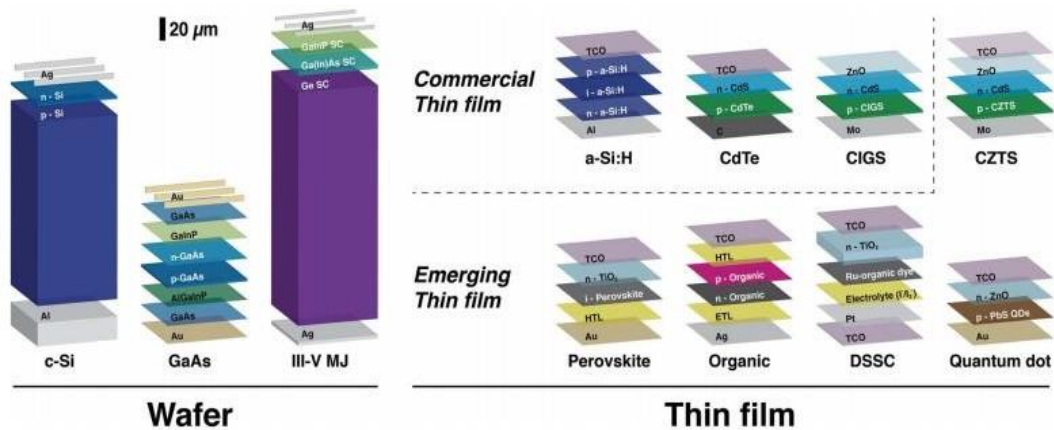 20 µm
Ag
n - Si
p - Si
Al
c-Si
Au
GaAs
GaInP
n-GaAs
p-GaAs
AlGaInP
GaAs
Au
GaAs
Ag
GaInP SC
Ga(In)As SC
Ge SC
Ag
III-V MJ
Wafer
Commercial
Thin film
TCO
p - a-Si:H
i - a-Si:H
n - a-Si:H
Al
a-Si:H
TCO
n - CdS
p - CdTe
C
CdTe
ZnO
n - CdS
p - CIGS
Mo
CIGS
TCO
ZnO
n - CdS
p - CZTS
Mo
CZTS
Emerging
Thin film
TCO
n - TiO₂
i - Perovskite
HTL
Au
Perovskite
TCO
HTL
p - Organic
n - Organic
ETL
Ag
Organic
TCO
n - TiO₂
Ru-organic dye
Electrolyte (I⁻/I₃⁻)
Pt
TCO
DSSC
TCO
n - ZnO
p - PbS QDs
Au
Quantum dot
Thin film